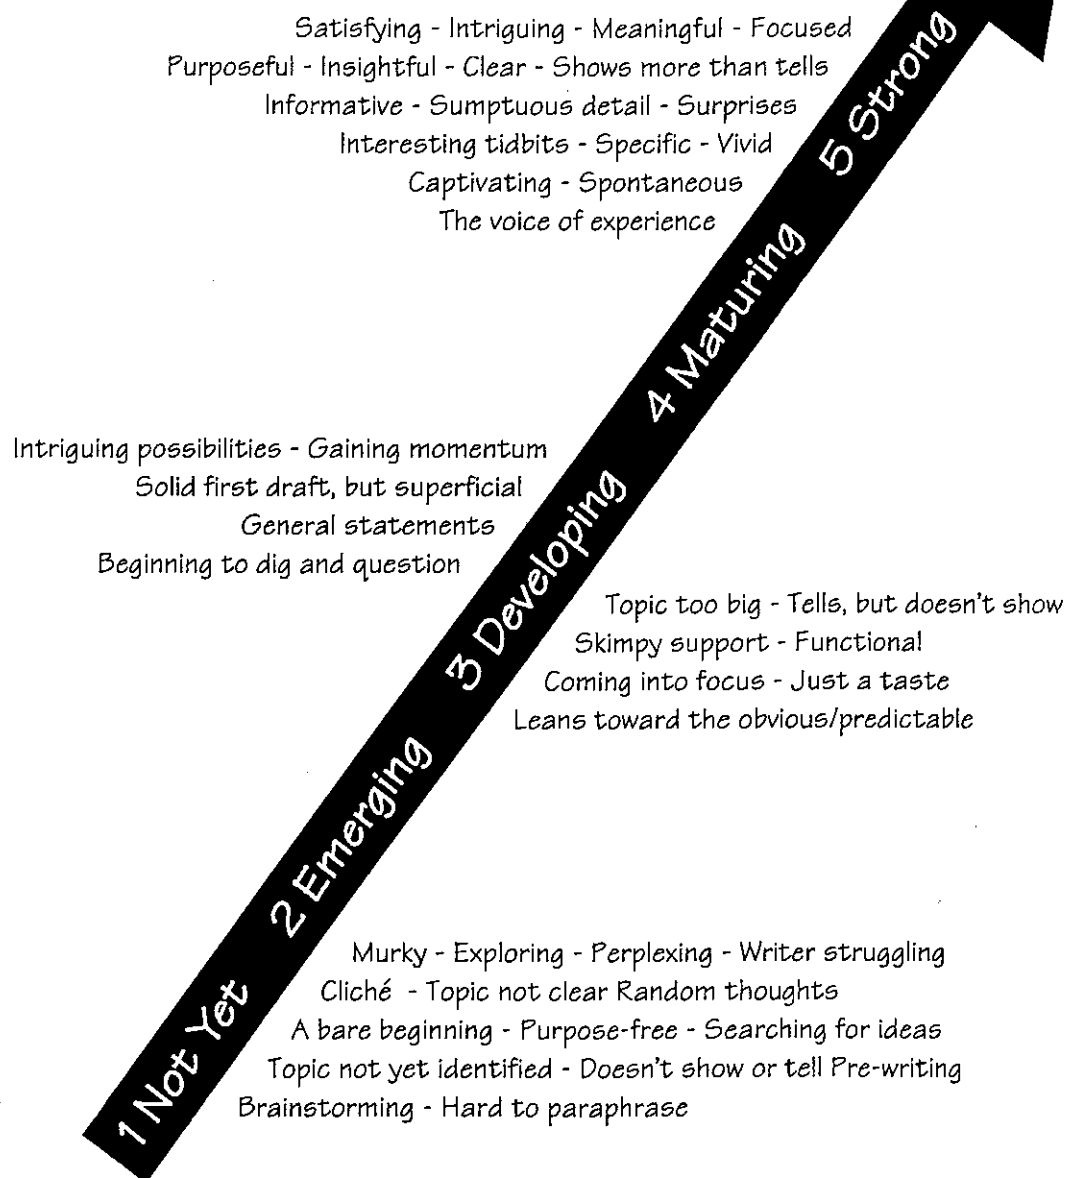 Satisfying - Intriguing - Meaningful - Focused
Purposeful - Insightful - Clear - Shows more than tells
Informative - Sumptuous detail - Surprises
Interesting tidbits - Specific - Vivid
Captivating - Spontaneous
The voice of experience
5 Strong
4 Maturing
Intriguing possibilities - Gaining momentum
Solid first draft, but superficial
General statements
Beginning to dig and question
3 Developing
Topic too big - Tells, but doesn't show
Skimpy support - Functional
Coming into focus - Just a taste
Leans toward the obvious/predictable
2 Emerging
Murky - Exploring - Perplexing - Writer struggling
Cliché - Topic not clear Random thoughts
A bare beginning - Purpose-free - Searching for ideas
Topic not yet identified - Doesn't show or tell Pre-writing
Brainstorming - Hard to paraphrase
1 Not Yet